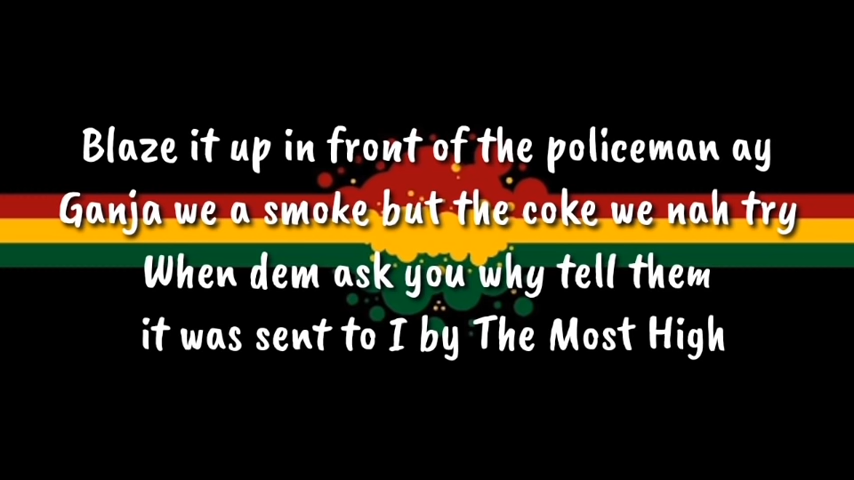 Blaze it up in front of the policeman ay
Ganja we a smoke but the coke we nah try
When dem ask you why tell them
it was sent to I by The Most High